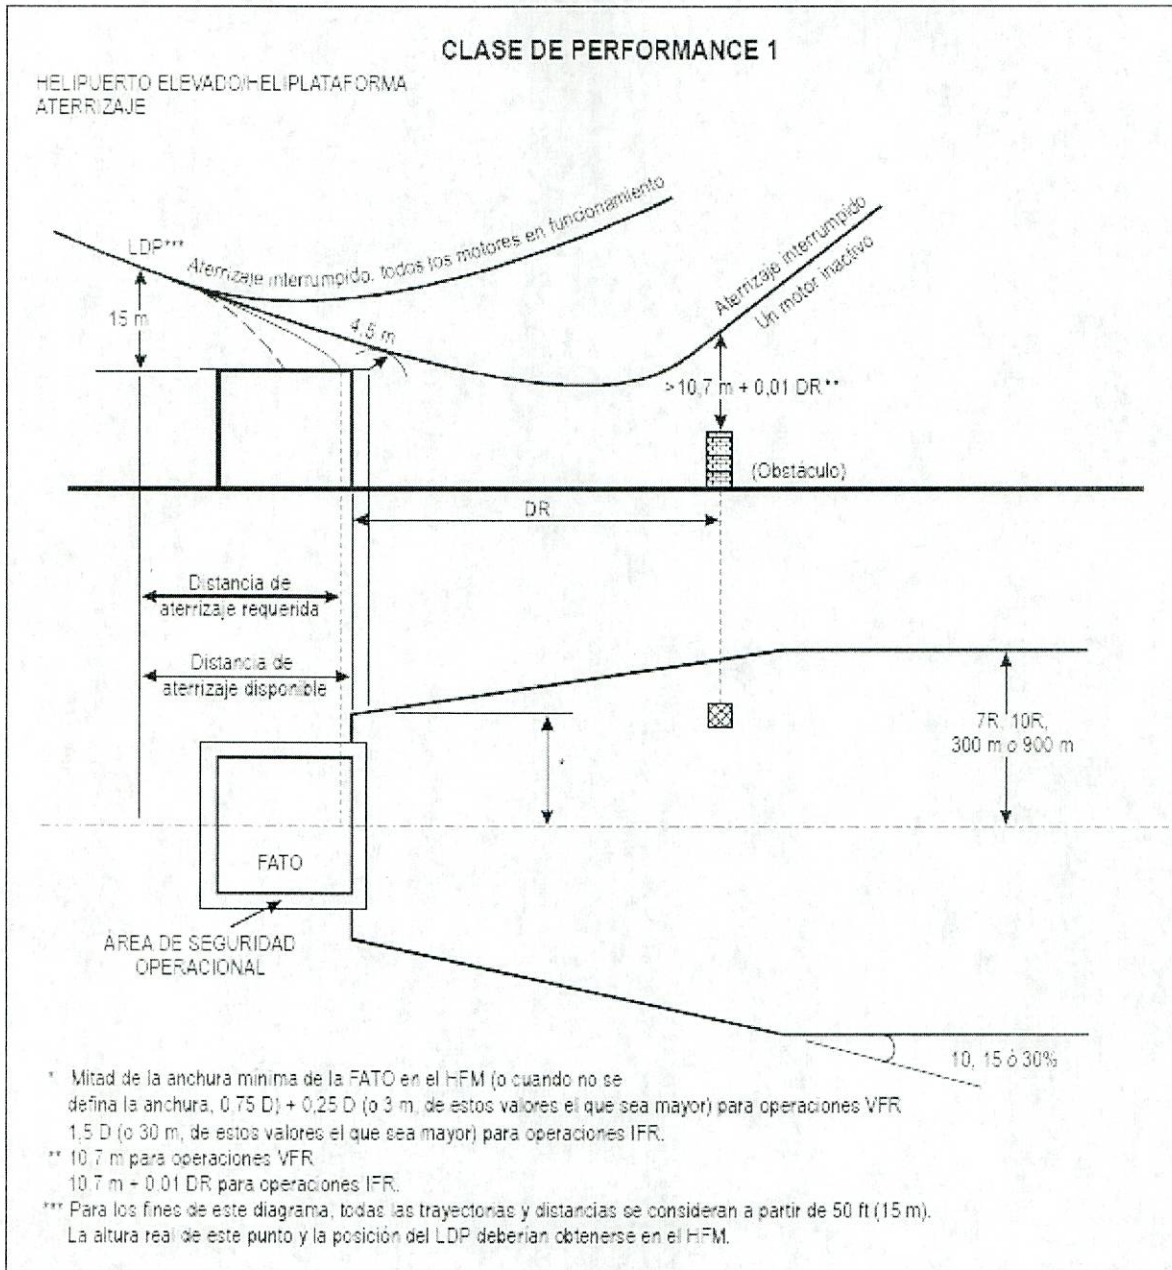 CLASE DE PERFORMANCE 1
HELIPUERTO ELEVADO/HELIPLATAFORMA
ATERRIZAJE
LDP***
Aterrizaje interrumpido, todos los motores en funcionamiento
Aterrizaje interrumpido
Un motor inactivo
15 m
4,5 m
>10,7 m + 0,01 DR**
(Obstáculo)
DR
Distancia de
aterrizaje requerida
Distancia de
aterrizaje disponible
7R, 10R,
300 m o 900 m
*
FATO
ÁREA DE SEGURIDAD
OPERACIONAL
10, 15 ó 30%
* Mitad de la anchura mínima de la FATO en el HFM (o cuando no se
defina la anchura, 0,75 D) + 0,25 D (o 3 m, de estos valores el que sea mayor) para operaciones VFR
1,5 D (o 30 m, de estos valores el que sea mayor) para operaciones IFR.
** 10,7 m para operaciones VFR
10,7 m + 0,01 DR para operaciones IFR.
*** Para los fines de este diagrama, todas las trayectorias y distancias se consideran a partir de 50 ft (15 m).
La altura real de este punto y la posición del LDP deberían obtenerse en el HFM.